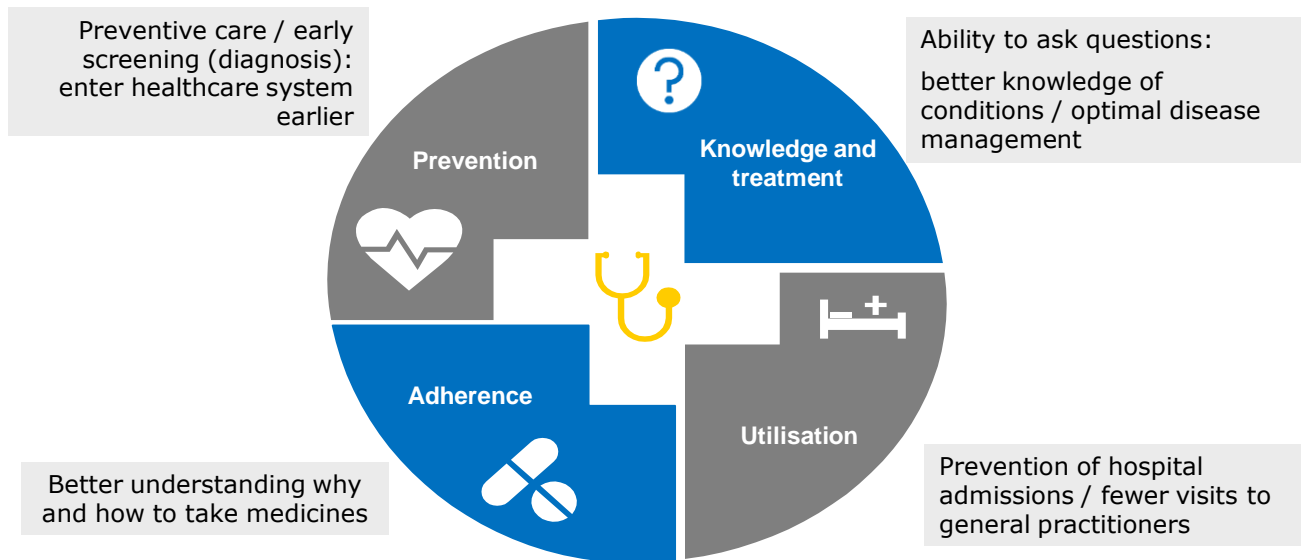 Preventive care / early
screening (diagnosis):
enter healthcare system
earlier
Prevention
Knowledge and
treatment
Ability to ask questions:
better knowledge of
conditions / optimal disease
management
Adherence
Better understanding why
and how to take medicines
Utilisation
Prevention of hospital
admissions / fewer visits to
general practitioners